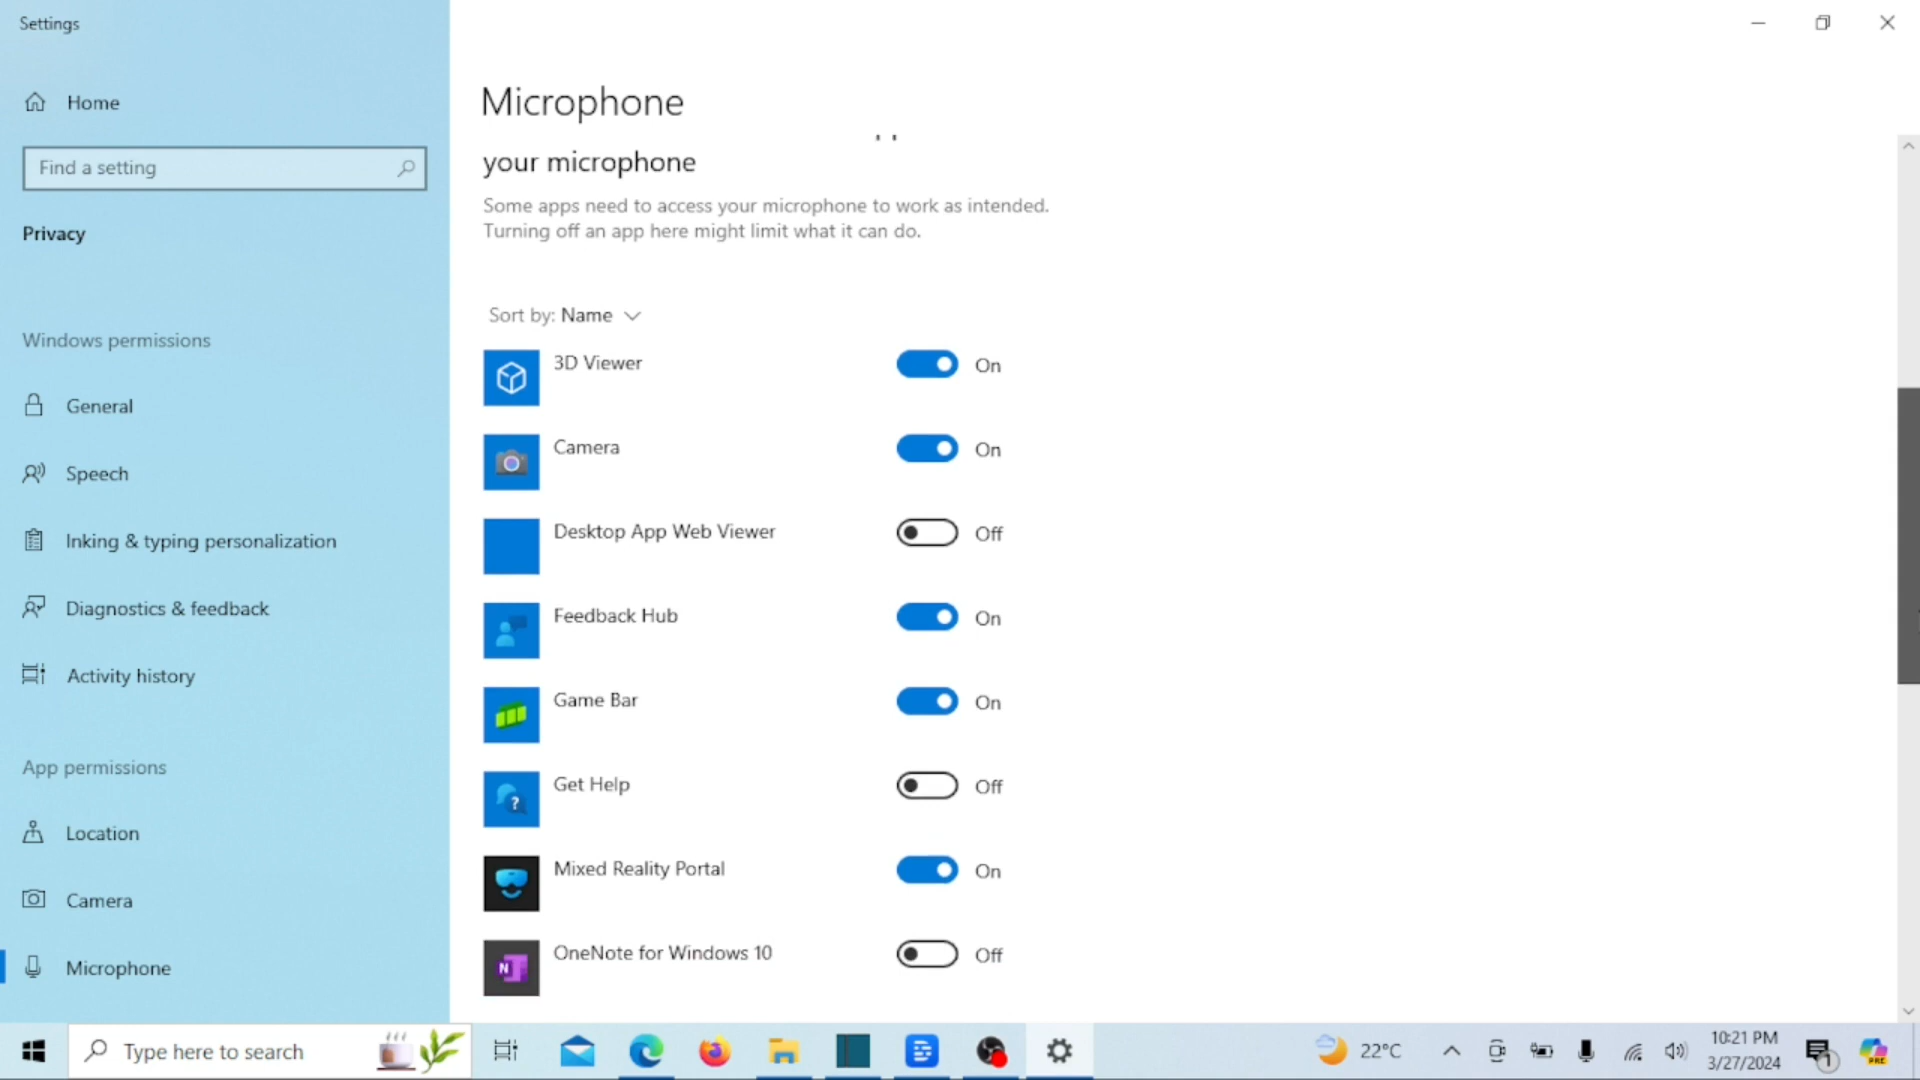 Settings
Home
Find a setting
Privacy
Windows permissions
General
Speech
Inking & typing personalization
Diagnostics & feedback
Activity history
App permissions
Location
Camera
Microphone
Microphone
your microphone
Some apps need to access your microphone to work as intended.
Turning off an app here might limit what it can do.
Sort by: Name
3D Viewer On
Camera On
Desktop App Web Viewer Off
Feedback Hub On
Game Bar On
Get Help Off
Mixed Reality Portal On
OneNote for Windows 10 Off
Type here to search
22°C
10:21 PM
3/27/2024
1
PRE